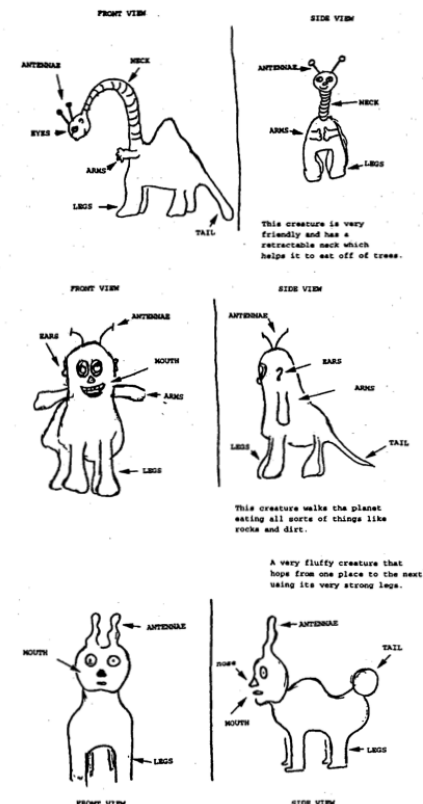 FRONT VIEW
SIDE VIEW
ANTENNAE
NECK
EYES
ARMS
LEGS
TAIL
ANTENNAE
NECK
ARMS
LEGS
This creature is very
friendly and has a
retractable neck which
helps it to eat off of trees.
FRONT VIEW
SIDE VIEW
ANTENNAE
EARS
MOUTH
ARMS
LEGS
ANTENNAE
EARS
ARMS
LEGS
TAIL
This creature walks the planet
eating all sorts of things like
rocks and dirt.
A very fluffy creature that
hops from one place to the next
using its very strong legs.
ANTENNAE
MOUTH
LEGS
ANTENNAE
TAIL
nose
MOUTH
LEGS
FRONT VIEW
SIDE VIEW